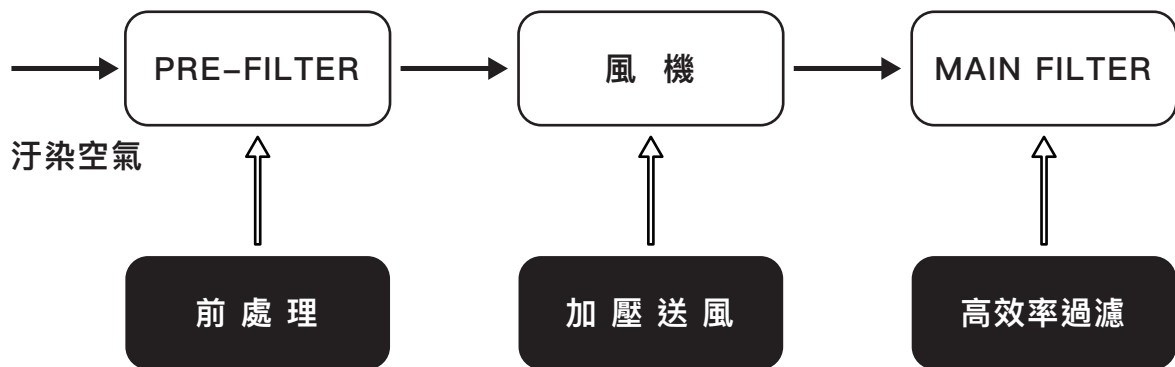 PRE-FILTER
風 機
MAIN FILTER
汙染空氣
前處理
加壓送風
高效率過濾